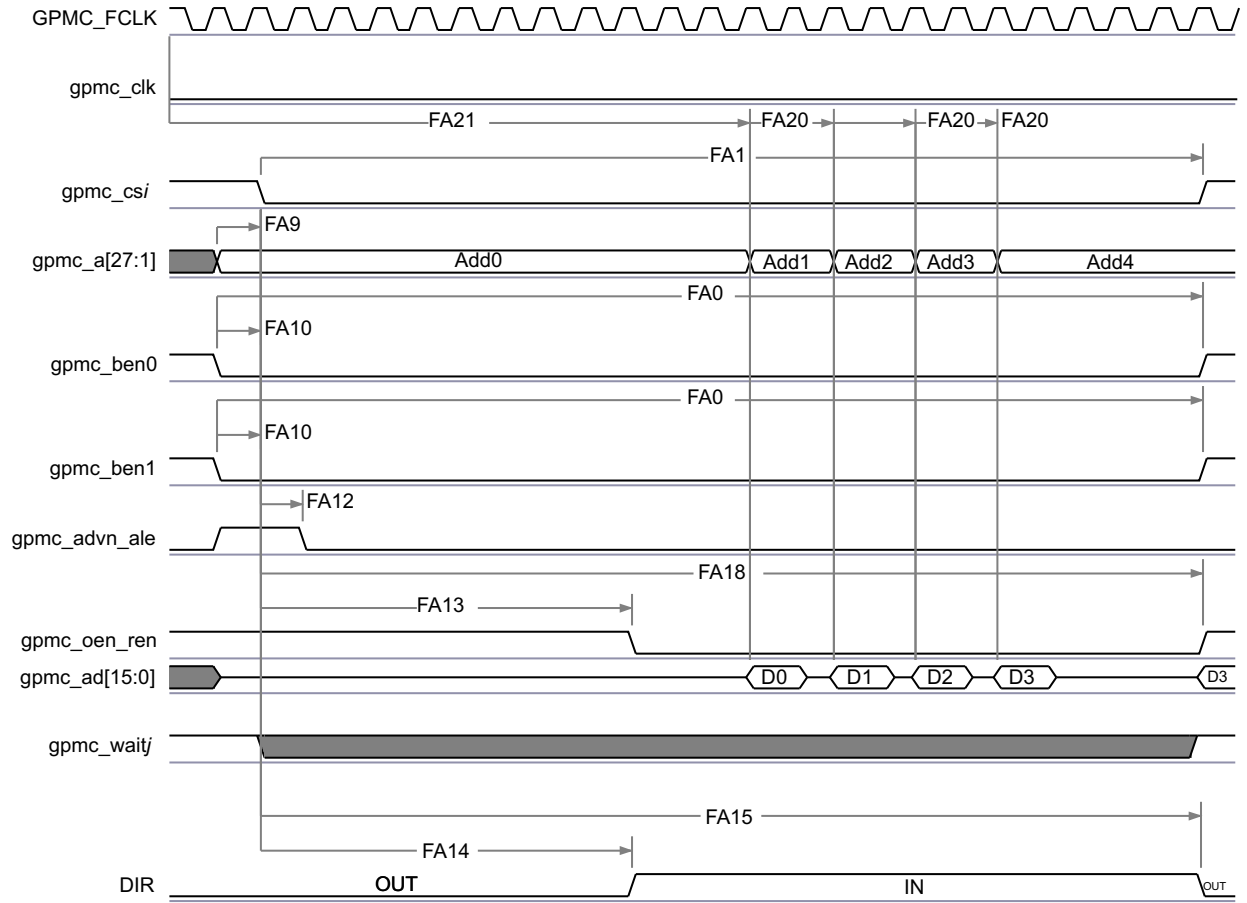 GPMC_FCLK
gpmc_clk
FA21 FA20 FA20 FA20
FA1
gpmc_csi
FA9
gpmc_a[27:1] Add0 Add1 Add2 Add3 Add4
FA0
FA10
gpmc_ben0
FA0
FA10
gpmc_ben1
FA12
gpmc_advn_ale
FA18
FA13
gpmc_oen_ren
gpmc_ad[15:0] D0 D1 D2 D3 D3
gpmc_waitj
FA15
FA14
DIR OUT IN OUT